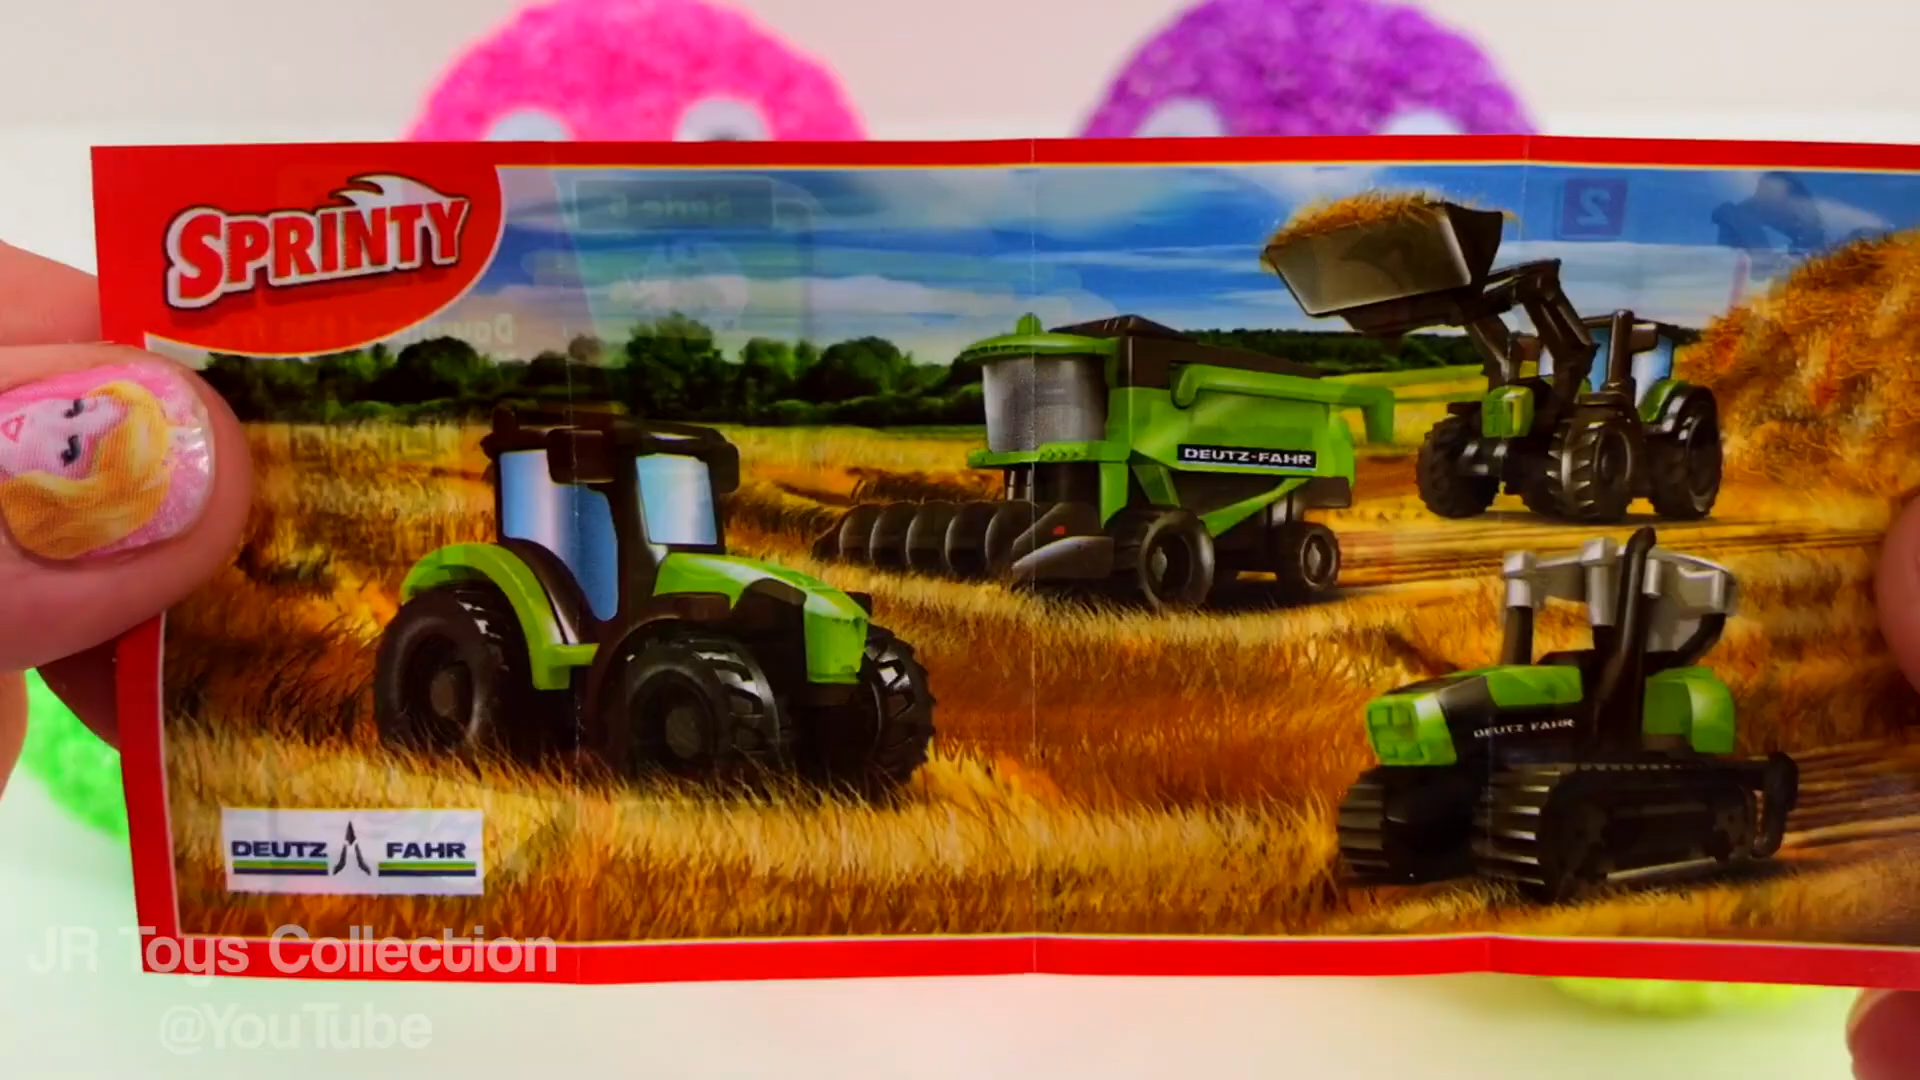 SPRINTY
DEUTZ-FAHR
DEUTZ FAHR
DEUTZ FAHR
JR Toys Collection
@YouTube